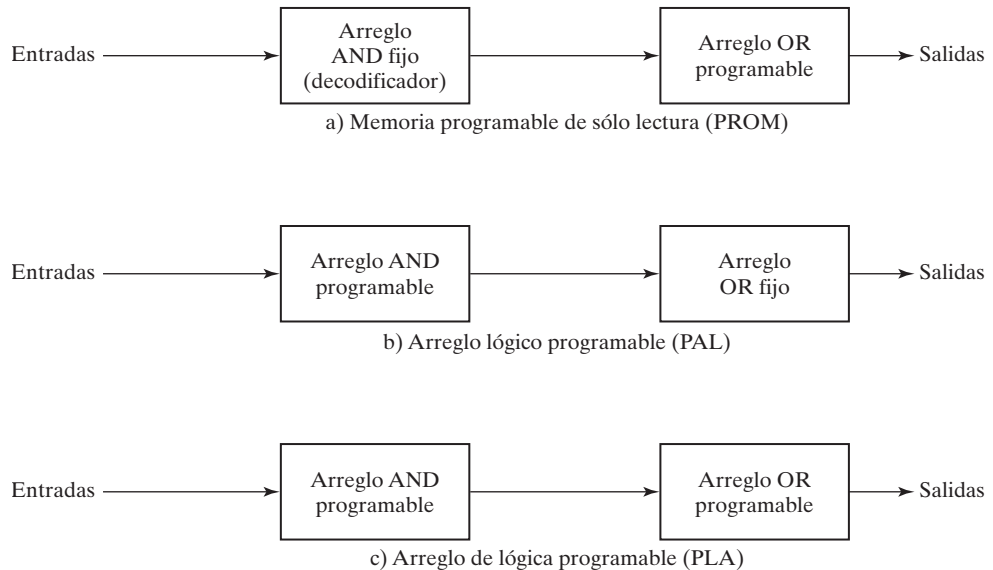 Entradas
Arreglo
AND fijo
(decodificador)
Arreglo OR
programable
Salidas
a) Memoria programable de sólo lectura (PROM)
Entradas
Arreglo AND
programable
Arreglo
OR fijo
Salidas
b) Arreglo lógico programable (PAL)
Entradas
Arreglo AND
programable
Arreglo OR
programable
Salidas
c) Arreglo de lógica programable (PLA)